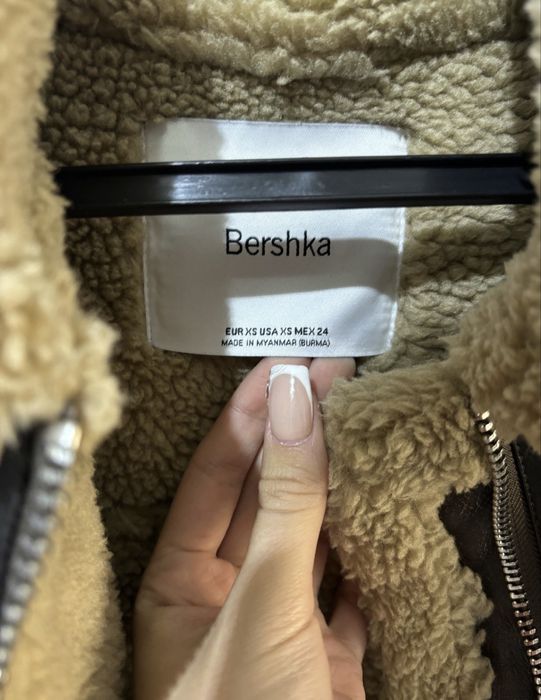 Bershka
EUR XS USA XS MEX 24
MADE IN MYANMAR (BURMA)